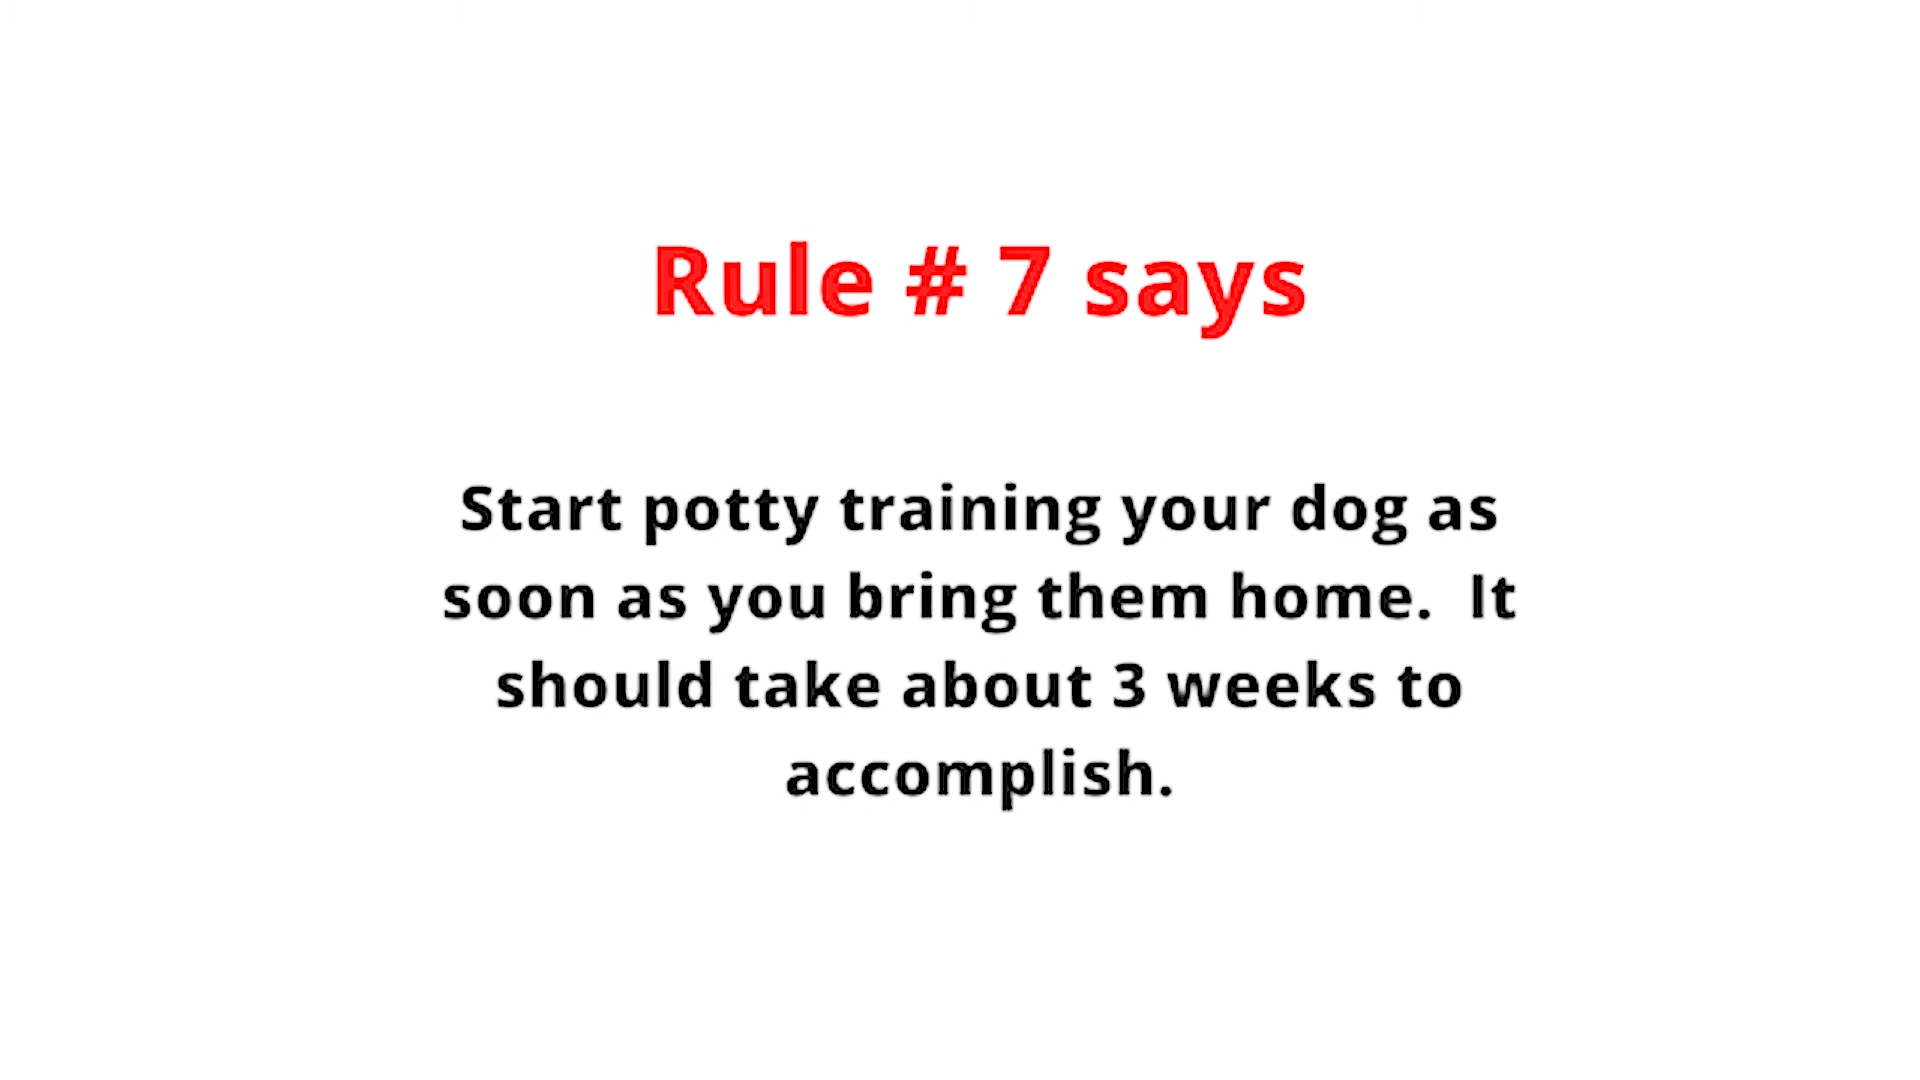 Rule # 7 says
Start potty training your dog as
soon as you bring them home.  It
should take about 3 weeks to
accomplish.